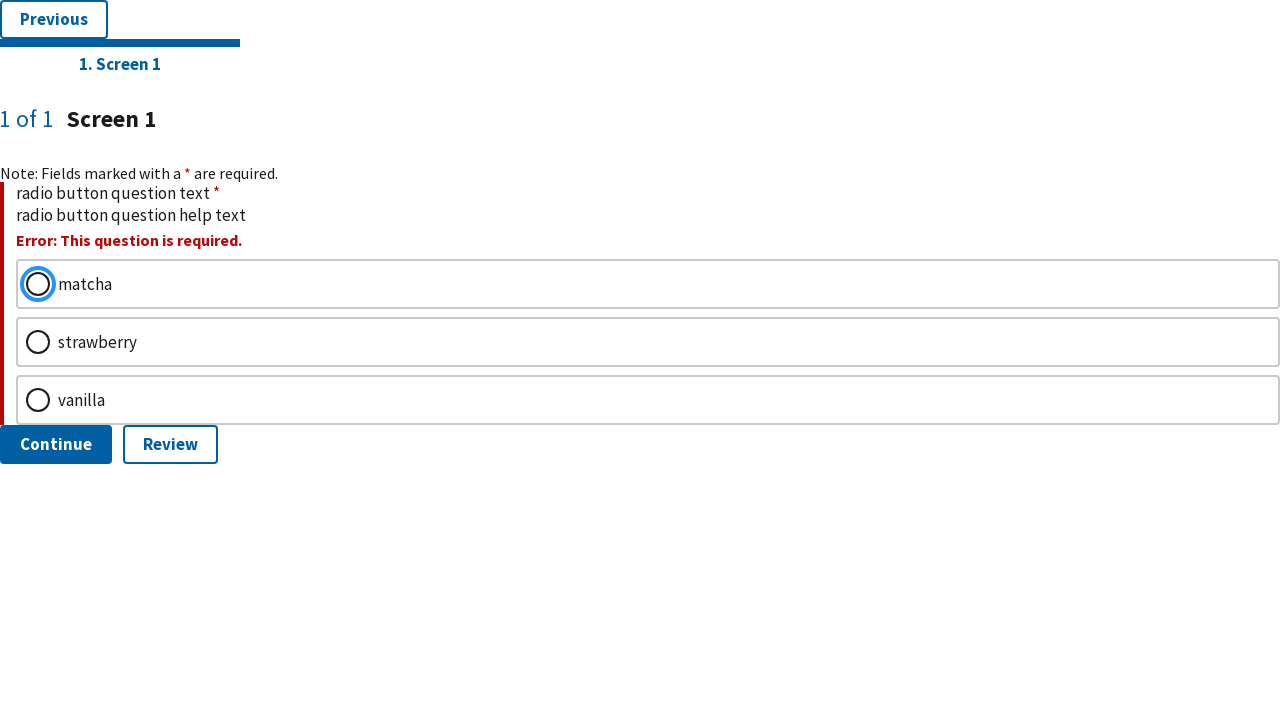 Previous
1. Screen 1
1 of 1 Screen 1
Note: Fields marked with a * are required.
radio button question text *
radio button question help text
Error: This question is required.
matcha
strawberry
vanilla
Continue Review